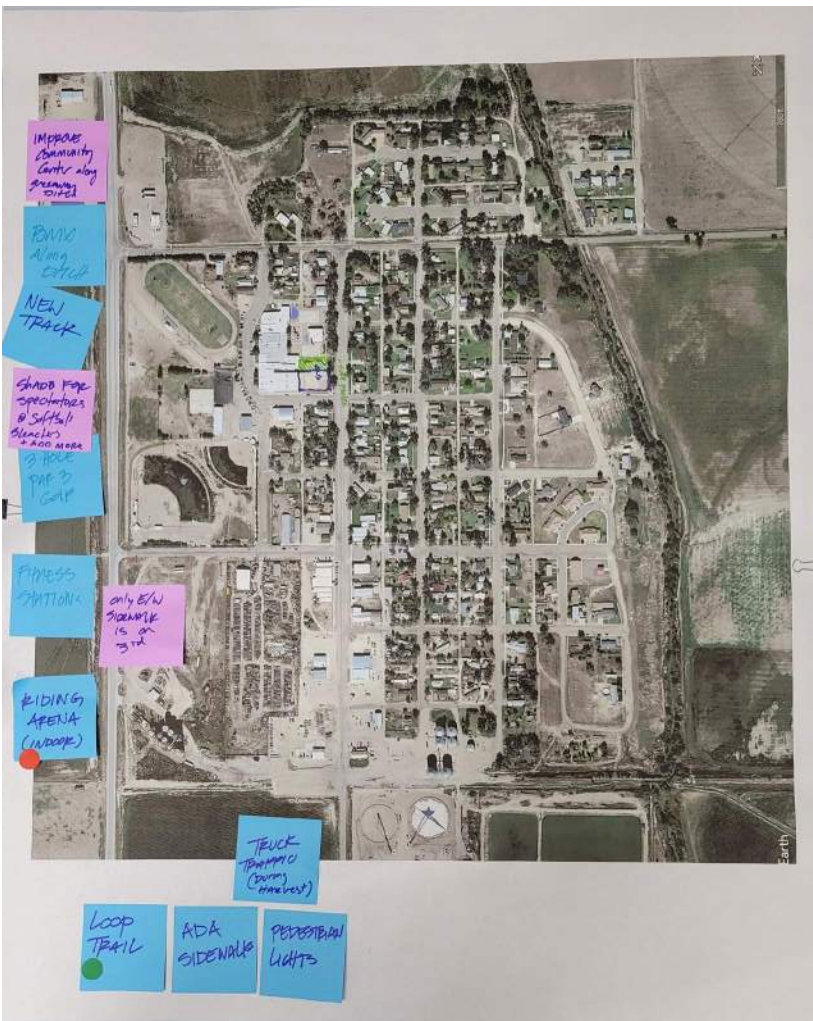 IMPROVE
Community
Center along
greenway
DITCH
BMX
Along
DITCH
NEW
TRACK
SHADE FOR
SPECTATORS
@ Softball
bleachers
+ ADD MORE
3 HOLE
PAR 3
GOLF
FITNESS
STATIONS
only E/W
SIDEWALK
is on
3rd
RIDING
ARENA
(INDOOR)
TRUCK
TRAFFIC
(During
HARVEST)
LOOP
TRAIL
ADA
SIDEWALKS
PEDESTRIAN
LIGHTS
Earth